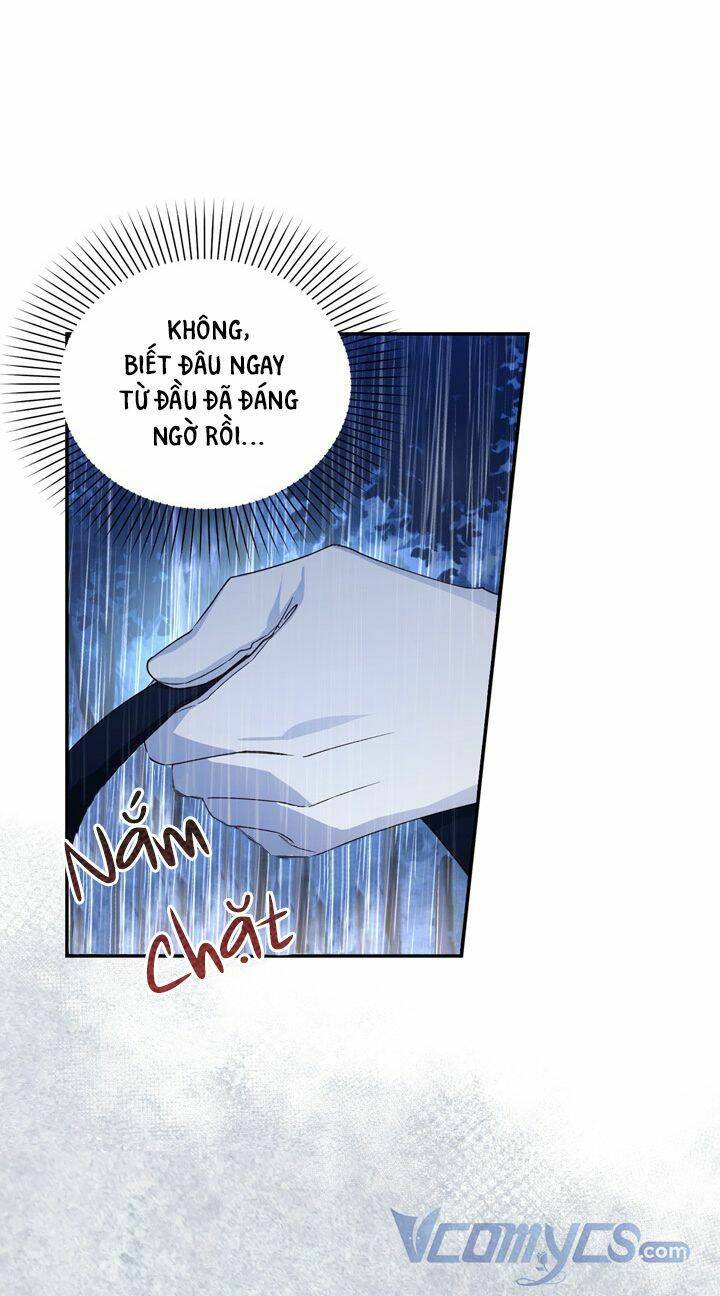 KHÔNG,
BIẾT ĐÂU NGAY
TỪ ĐẦU ĐÃ ĐÁNG
NGỜ RỒI...
Nắm
chặt
VCOMYCS.com